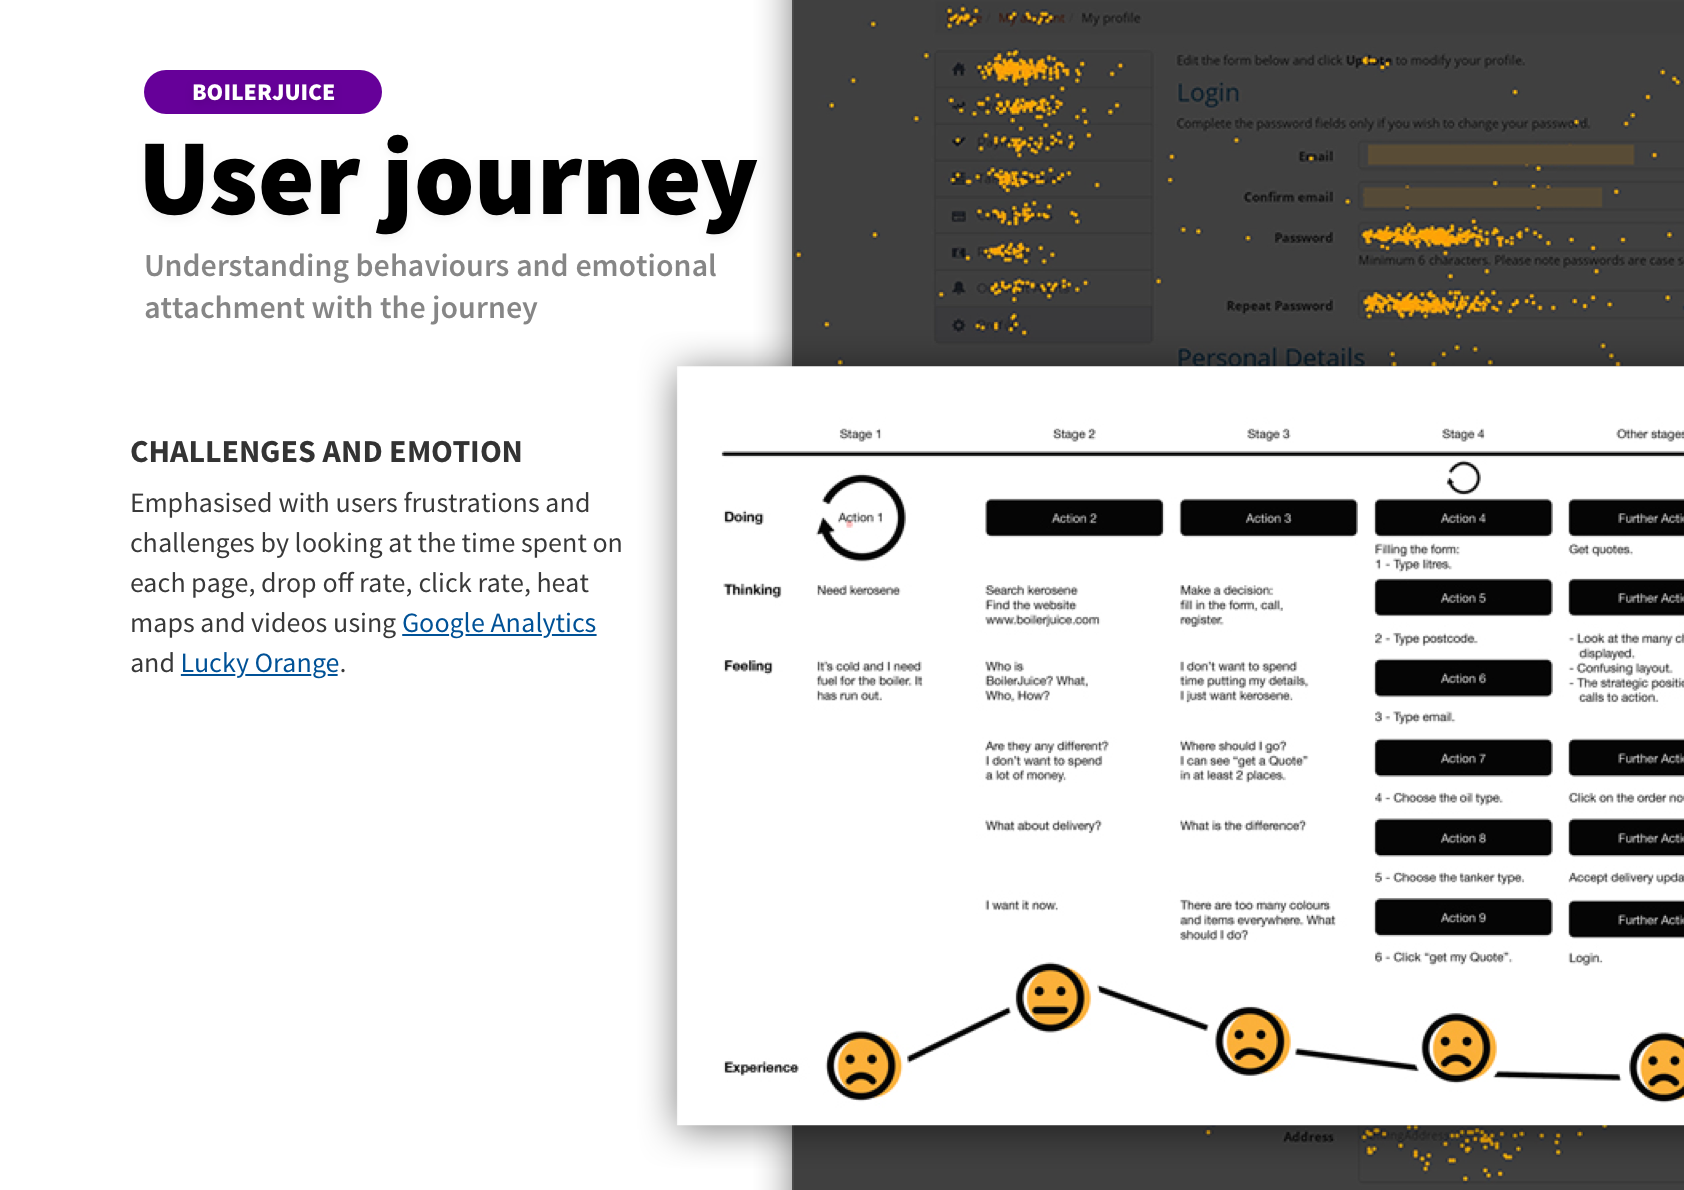 BOILERJUICE
User journey
Understanding behaviours and emotional
attachment with the journey
CHALLENGES AND EMOTION
Emphasised with users frustrations and
challenges by looking at the time spent on
each page, drop off rate, click rate, heat
maps and videos using Google Analytics
and Lucky Orange.
My profile
Edit the form below and click Update to modify your profile.
Login
Complete the password fields only if you wish to change your password.
Email
Confirm email
Password
Minimum 6 characters. Please note passwords are case s
Repeat Password
Personal Details
Stage 1
Stage 2
Stage 3
Stage 4
Other stages
Doing
Action 1
Action 2
Action 3
Action 4
Further Acti
Filling the form:
1 - Type litres.
Get quotes.
Thinking
Need kerosene
Search kerosene
Find the website
www.boilerjuice.com
Make a decision:
fill in the form, call,
register.
Action 5
Further Acti
2 - Type postcode.
- Look at the many cl
displayed.
- Confusing layout.
- The strategic positi
calls to action.
Feeling
It's cold and I need
fuel for the boiler. It
has run out.
Who is
BoilerJuice? What,
Who, How?
I don't want to spend
time putting my details,
I just want kerosene.
Action 6
3 - Type email.
Are they any different?
I don't want to spend
a lot of money.
Where should I go?
I can see “get a Quote”
in at least 2 places.
Action 7
Further Acti
4 - Choose the oil type.
Click on the order no
What about delivery?
What is the difference?
Action 8
Further Acti
5 - Choose the tanker type.
Accept delivery upda
I want it now.
There are too many colours
and items everywhere. What
should I do?
Action 9
Further Acti
6 - Click “get my Quote”.
Login.
Experience
Address